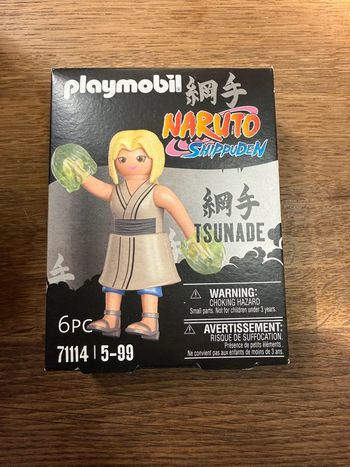 playmobil
綱手
NARUTO
SHIPPUDEN
綱手
TSUNADE
WARNING:
CHOKING HAZARD
Small parts. Not for children under 3 years.
AVERTISSEMENT:
RISQUE DE SUFFOCATION.
Présence de petits éléments.
Ne convient pas aux enfants de moins de 3 ans.
6PC
71114 | 5-99